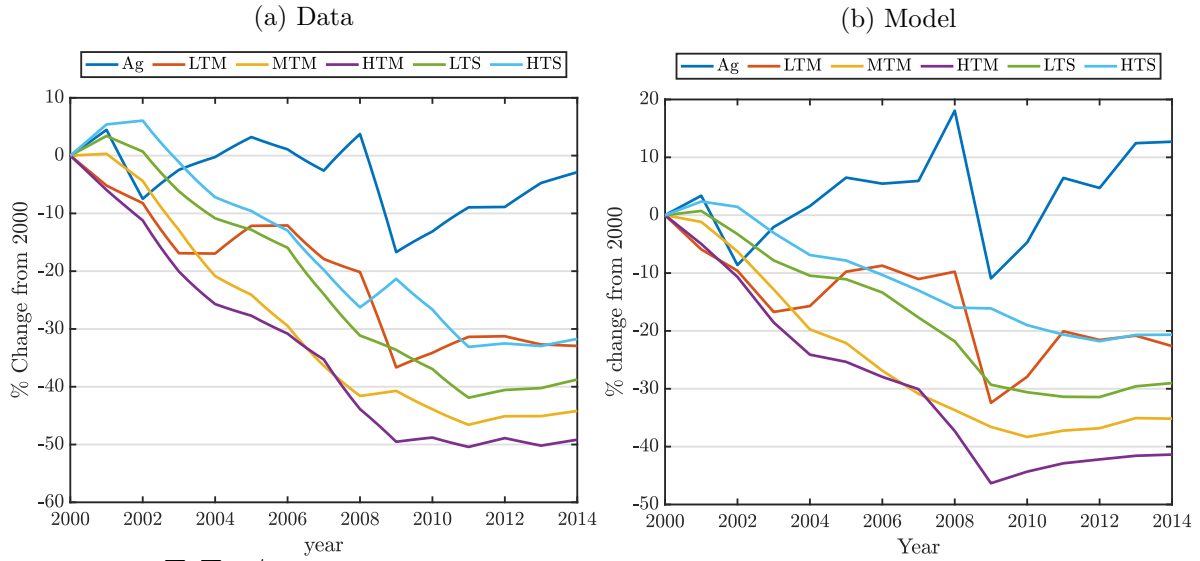 (a) Data
Ag LTM MTM HTM LTS HTS
% Change from 2000
10
0
-10
-20
-30
-40
-50
-60
2000 2002 2004 2006 2008 2010 2012 2014
year
(b) Model
Ag LTM MTM HTM LTS HTS
% change from 2000
20
10
0
-10
-20
-30
-40
-50
2000 2002 2004 2006 2008 2010 2012 2014
Year